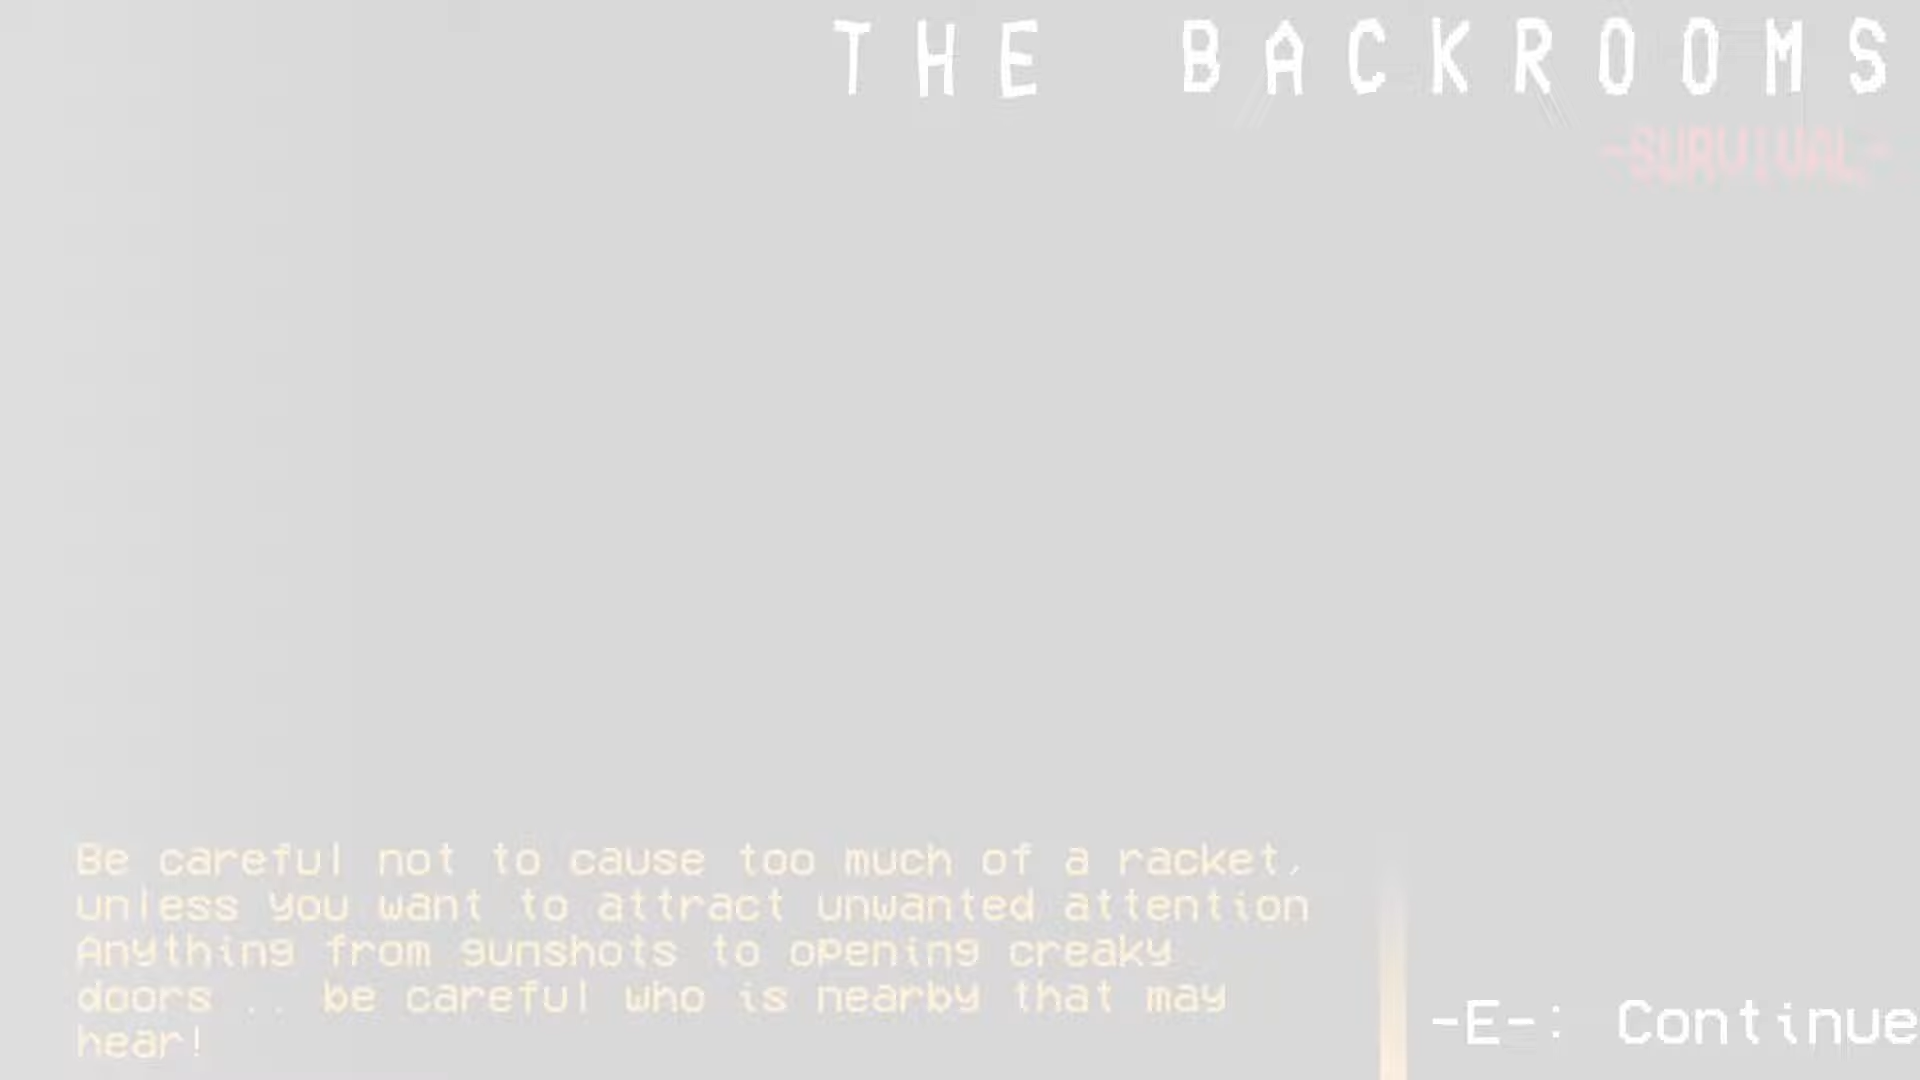 THE BACKROOMS
-SURVIVAL-
Be careful not to cause too much of a racket,
unless you want to attract unwanted attention
Anything from gunshots to opening creaky
doors .. be careful who is nearby that may
hear!
-E-: Continue